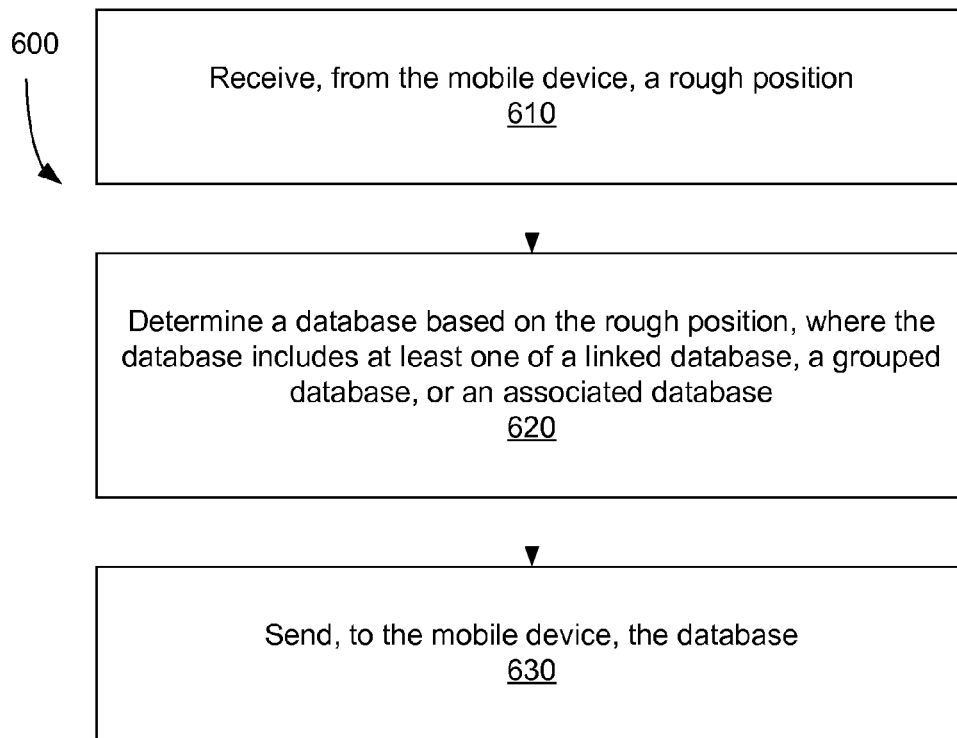 600
Receive, from the mobile device, a rough position
610
Determine a database based on the rough position, where the
database includes at least one of a linked database, a grouped
database, or an associated database
620
Send, to the mobile device, the database
630